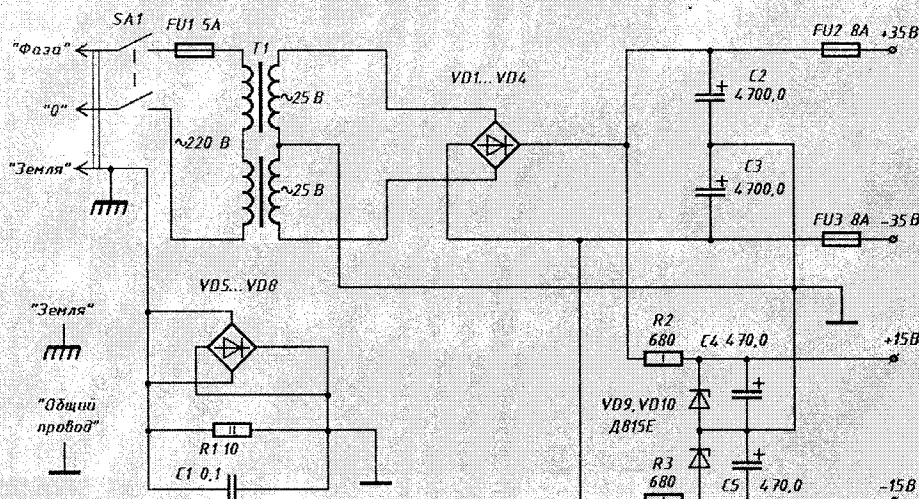 SA1
FU1 5A
T1
"Фаза"
~25 В
VD1...VD4
FU2 8A
+35В
C2
4700,0
"0"
~220 В
"Земля"
~25 В
C3
4700,0
FU3 8A
-35В
VD5...VD8
"Земля"
R2
680
C4 470,0
+15В
"Общий
провод"
VD9, VD10
Д815Е
R1 10
C1 0,1
R3
680
C5 470,0
-15В